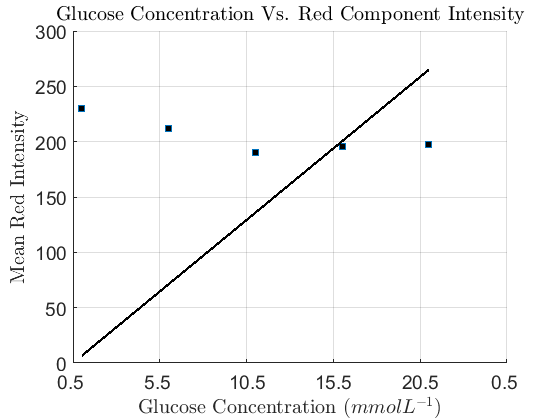 Glucose Concentration Vs. Red Component Intensity
300
250
200
150
100
50
0
Mean Red Intensity
0.5 5.5 10.5 15.5 20.5 0.5
Glucose Concentration (mmolL⁻¹)